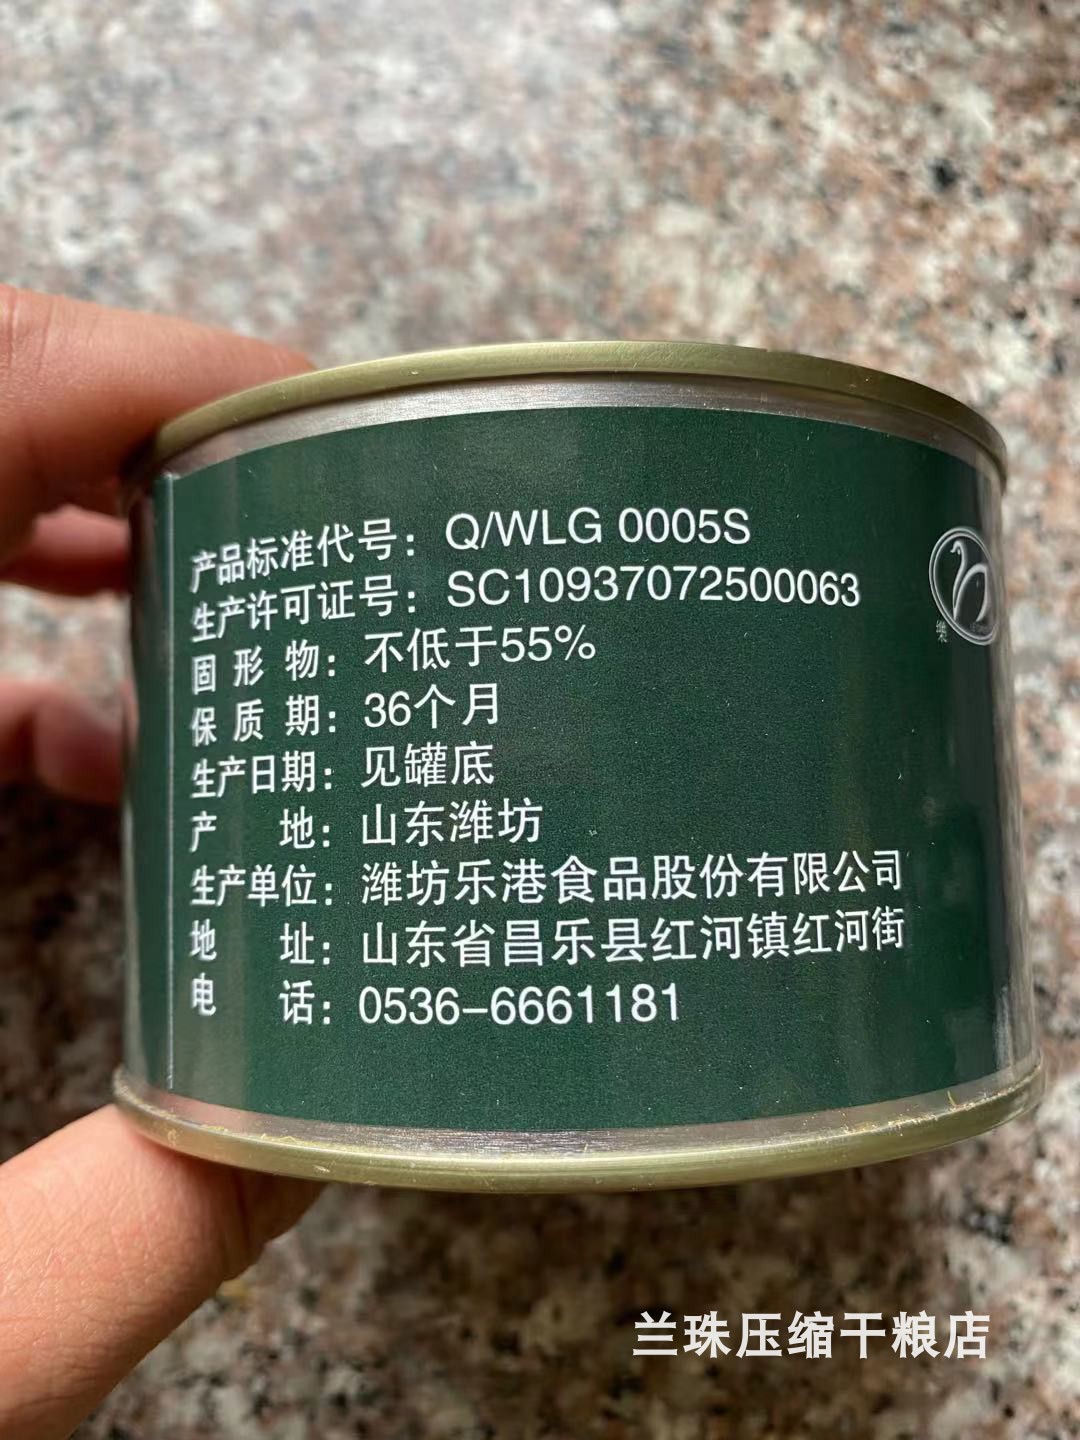 产品标准代号：Q/WLG 0005S
生产许可证号：SC10937072500063
固形物：不低于55%
保质期：36个月
生产日期：见罐底
产地：山东潍坊
生产单位：潍坊乐港食品股份有限公司
地址：山东省昌乐县红河镇红河街
电话：0536-6661181
樂
兰珠压缩干粮店